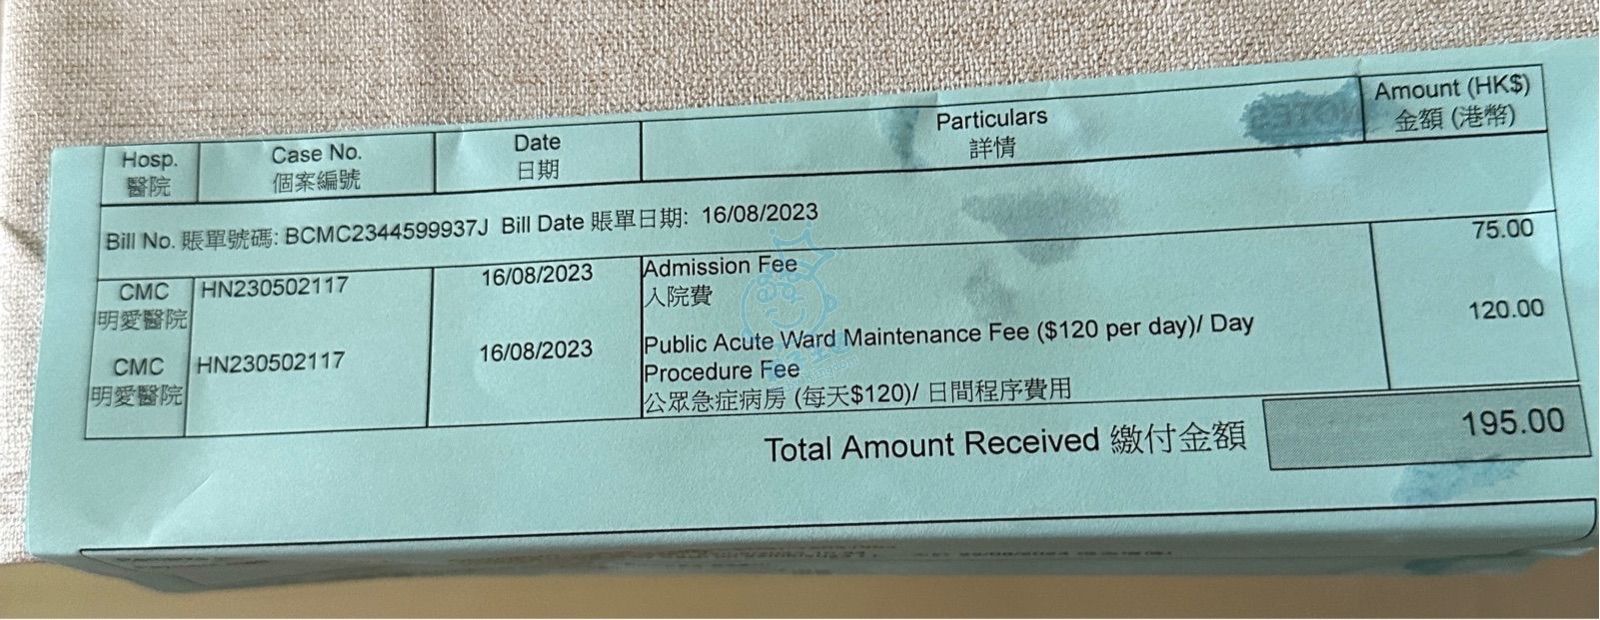 Hosp. Case No. Date Particulars Amount (HK$)
醫院 個案編號 日期 詳情 金額 (港幣)
Bill No. 賬單號碼: BCMC2344599937J Bill Date 賬單日期: 16/08/2023
CMC HN230502117 16/08/2023 Admission Fee 75.00
明愛醫院 入院費
CMC HN230502117 16/08/2023 Public Acute Ward Maintenance Fee ($120 per day)/ Day 120.00
Procedure Fee
明愛醫院 公眾急症病房 (每天$120)/ 日間程序費用
Total Amount Received 繳付金額 195.00